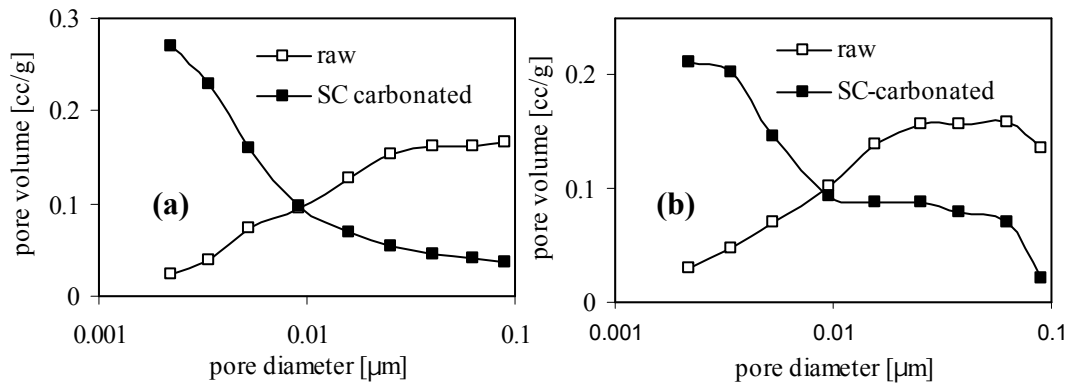 pore volume [cc/g]
0.3
0.2
0.1
0
raw
SC carbonated
(a)
0.001
0.01
0.1
pore diameter [µm]
pore volume [cc/g]
0.2
0.1
0
raw
SC-carbonated
(b)
0.001
0.01
0.1
pore diameter [µm]